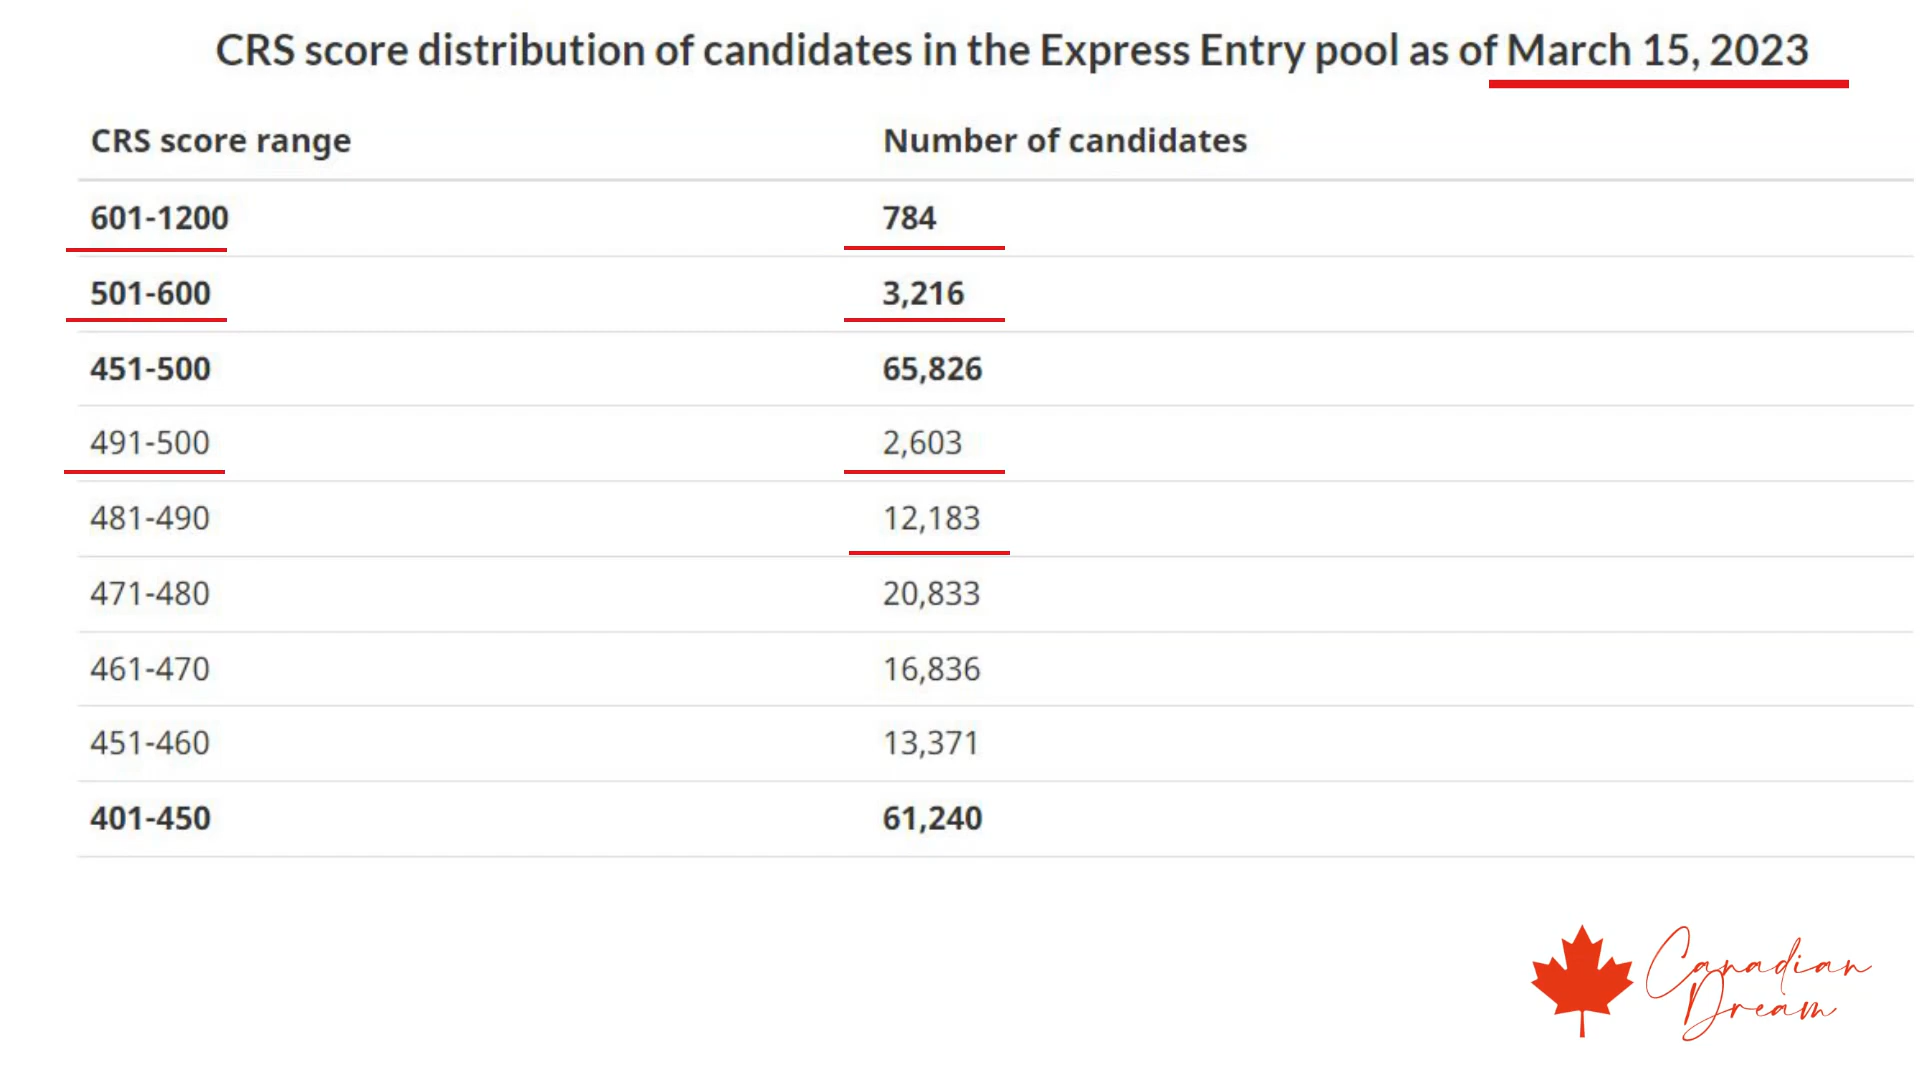 CRS score distribution of candidates in the Express Entry pool as of March 15, 2023
CRS score range Number of candidates
601-1200 784
501-600 3,216
451-500 65,826
491-500 2,603
481-490 12,183
471-480 20,833
461-470 16,836
451-460 13,371
401-450 61,240
Canadian
Dream